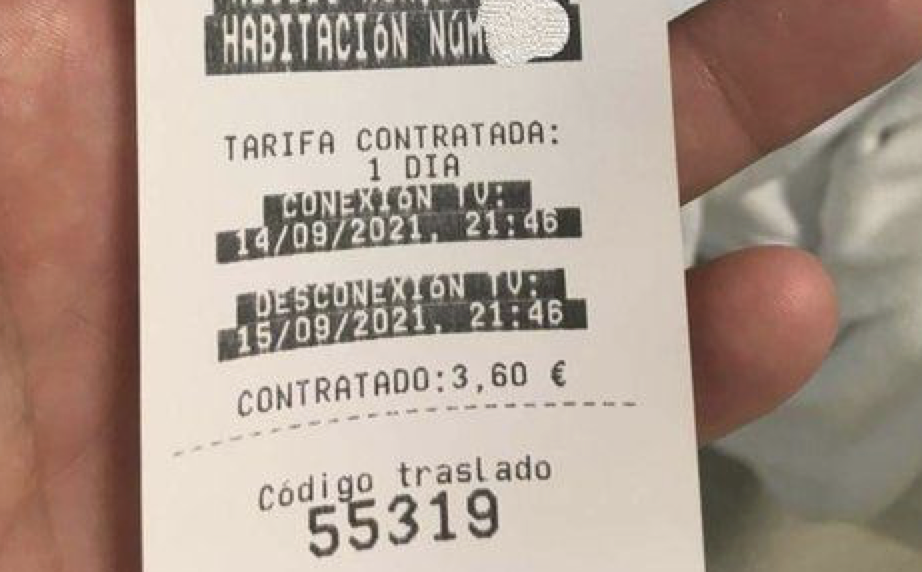 HABITACIÓN NÚM
TARIFA CONTRATADA:
1 DIA
CONEXIÓN TV:
14/09/2021, 21:46
DESCONEXIÓN TV:
15/09/2021, 21:46
CONTRATADO:3,60 €
Código traslado
55319